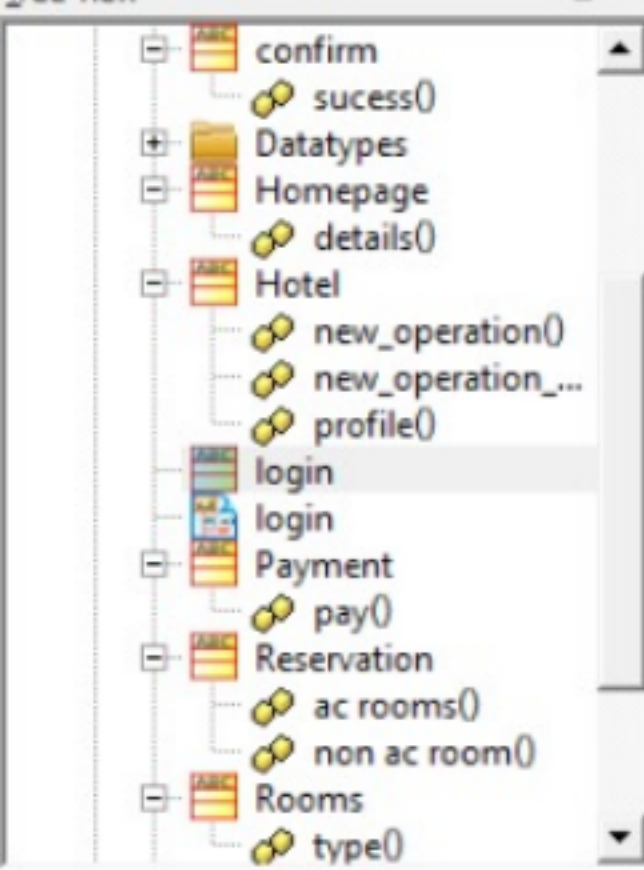 confirm
sucess()
Datatypes
Homepage
details()
Hotel
new_operation()
new_operation_...
profile()
login
login
Payment
pay()
Reservation
ac rooms()
non ac room()
Rooms
type()